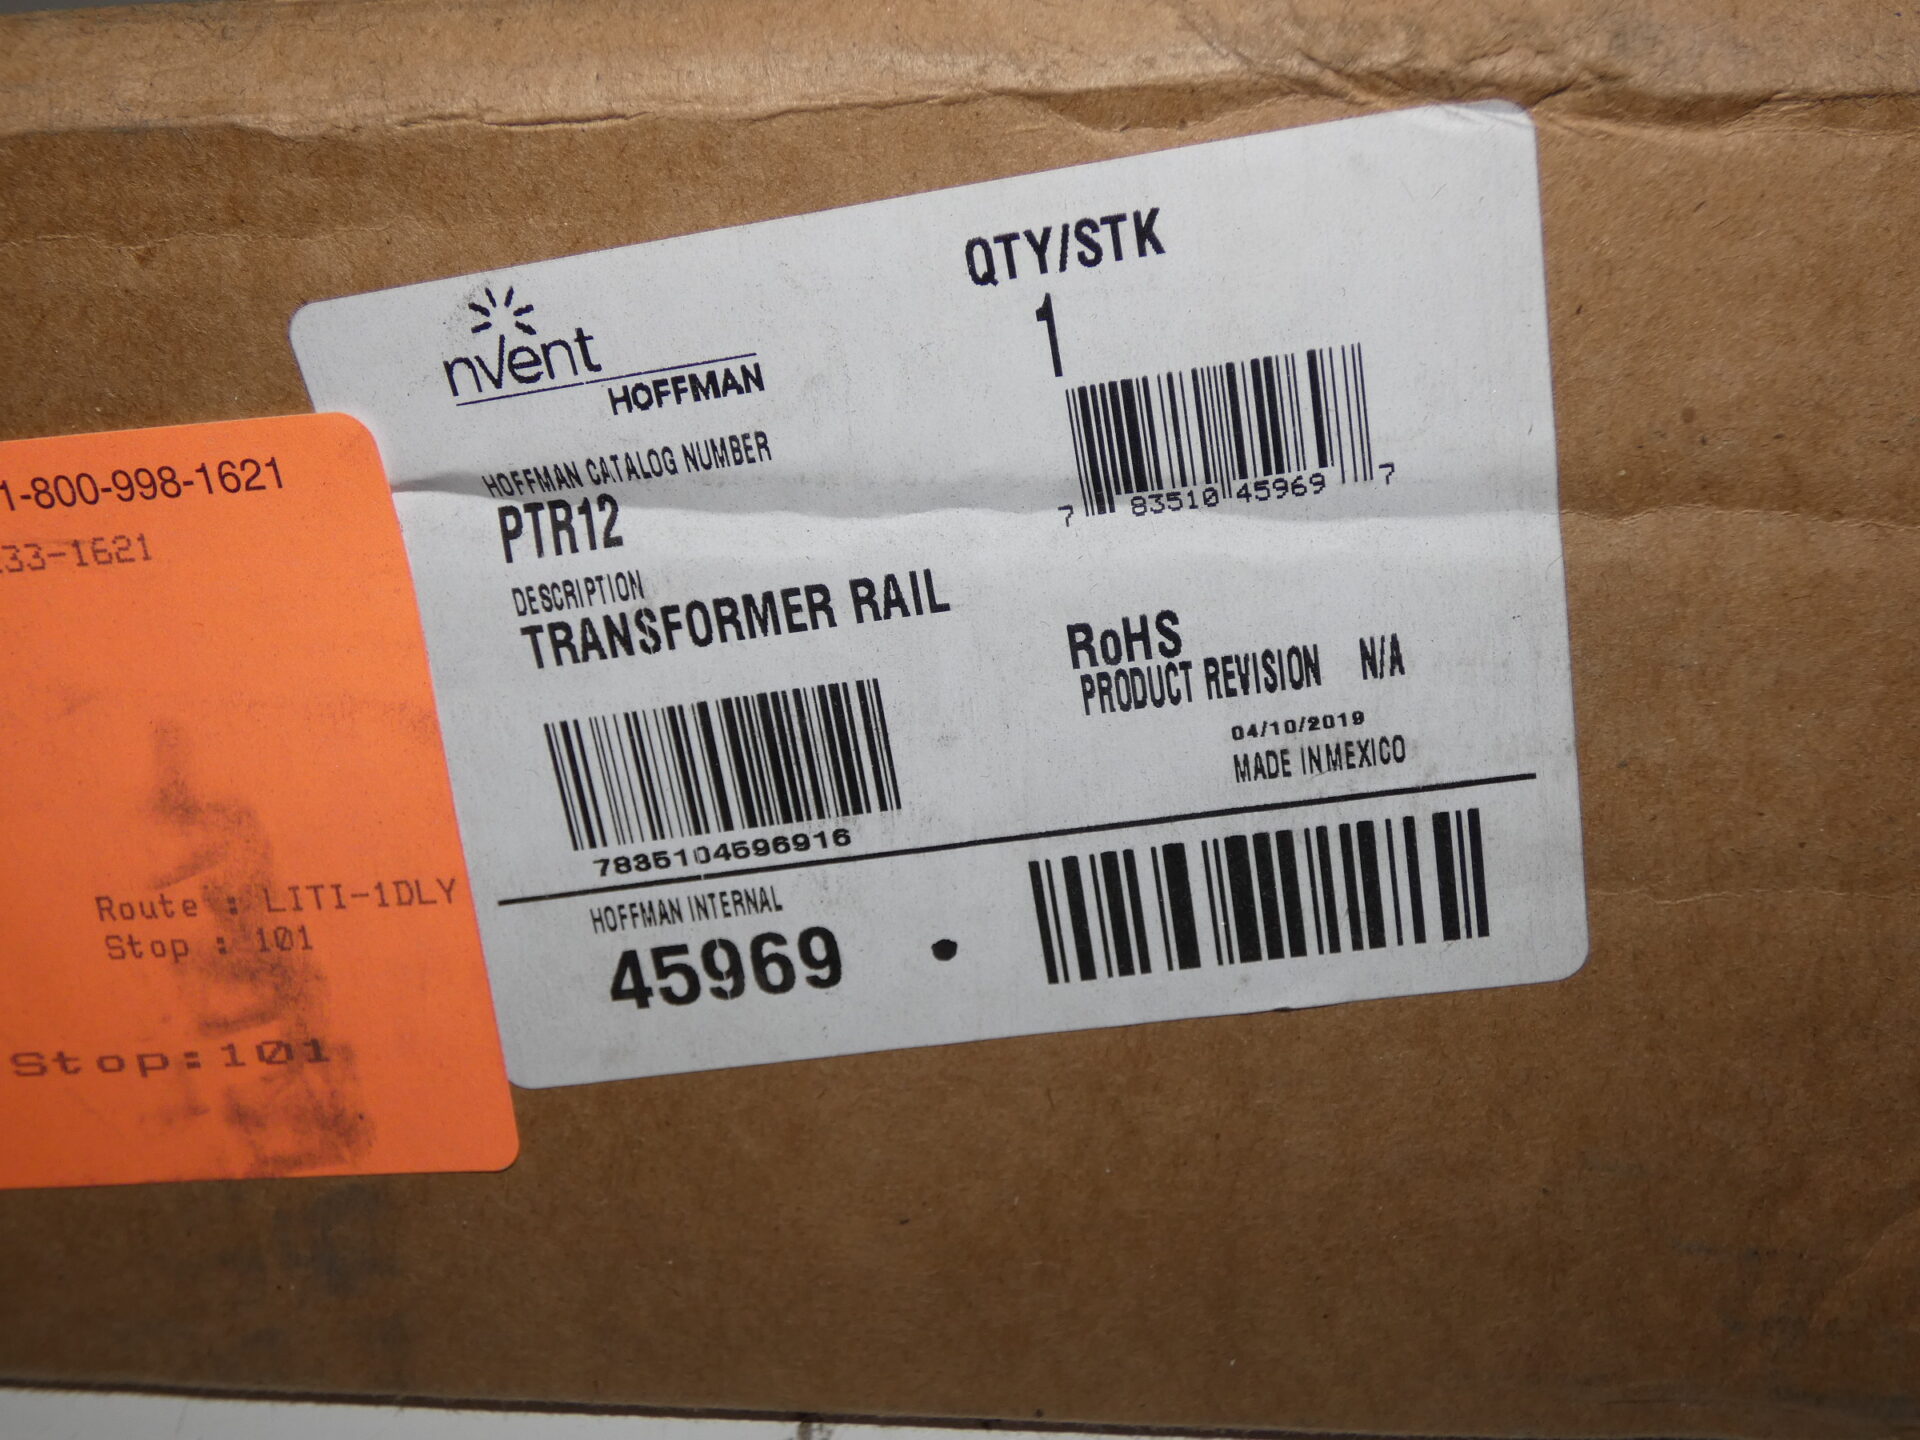 nvent
HOFFMAN
QTY/STK
1
7 83510 45969 7
HOFFMAN CATALOG NUMBER
PTR12
DESCRIPTION
TRANSFORMER RAIL
7835104596916
RoHS
PRODUCT REVISION N/A
04/10/2019
MADE IN MEXICO
HOFFMAN INTERNAL
45969 •
1-800-998-1621
33-1621
Route : LITI-1DLY
Stop : 101
Stop:101